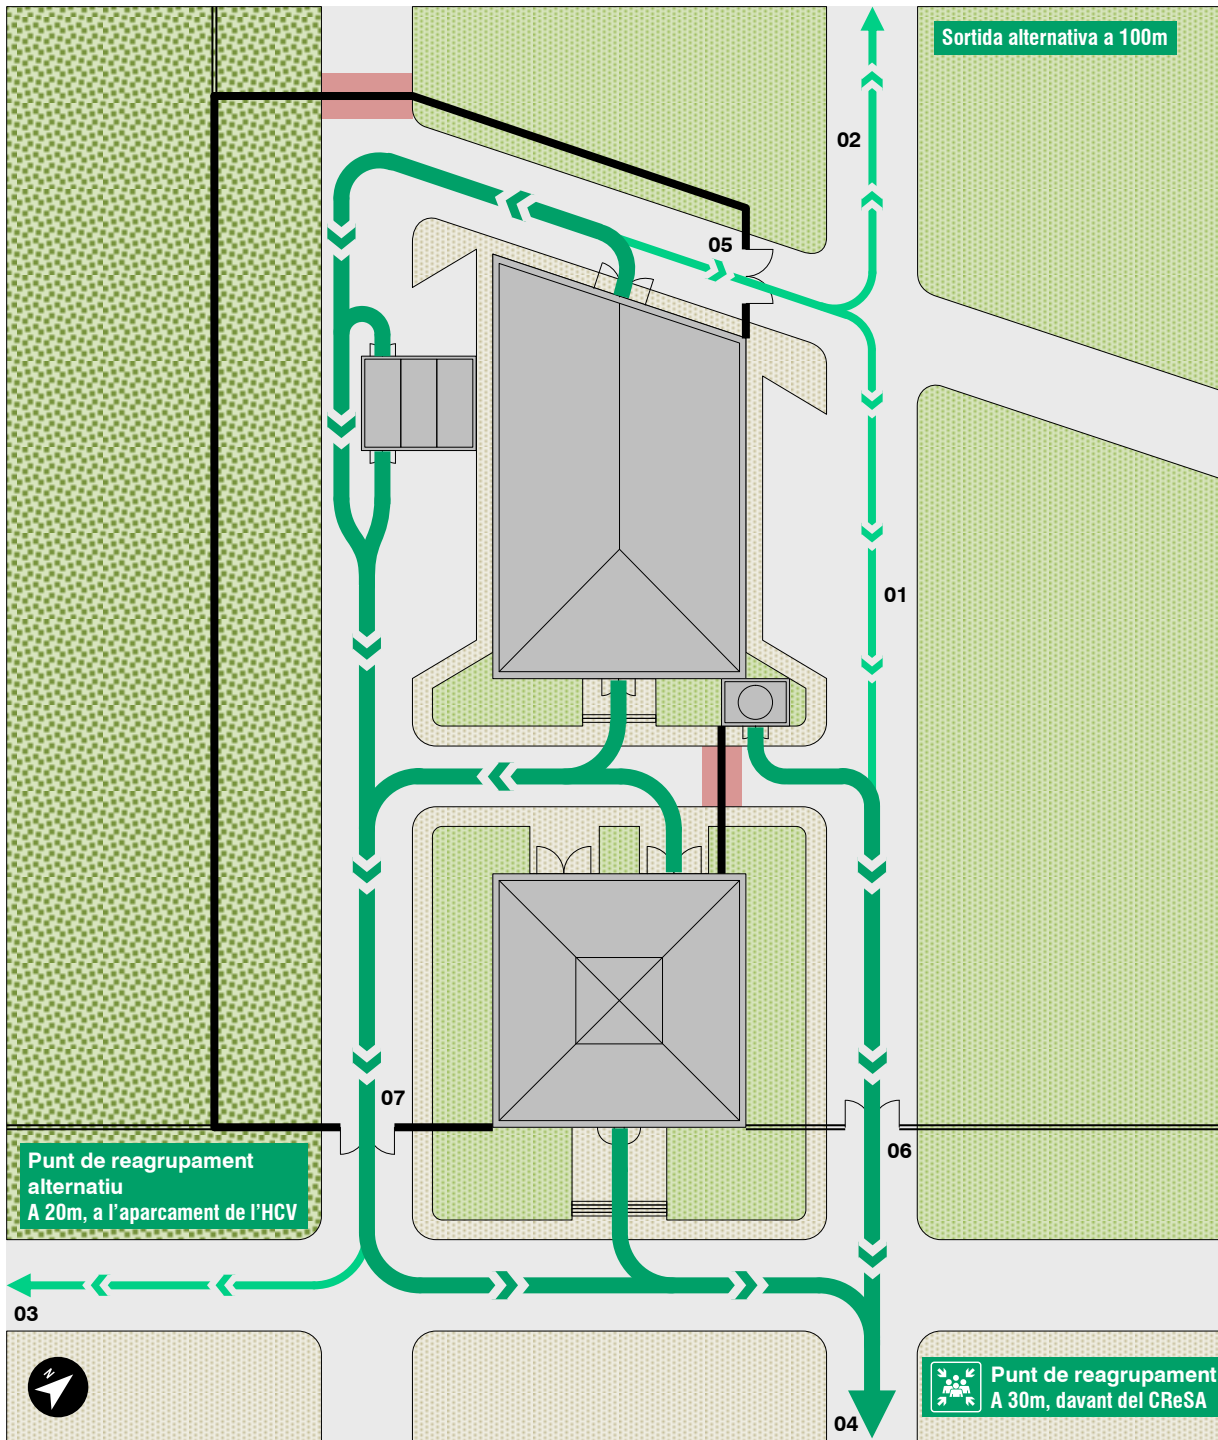 Sortida alternativa a 100m
02
05
01
07
06
Punt de reagrupament
alternatiu
A 20m, a l'aparcament de l'HCV
03
N
Punt de reagrupament
A 30m, davant del CReSA
04